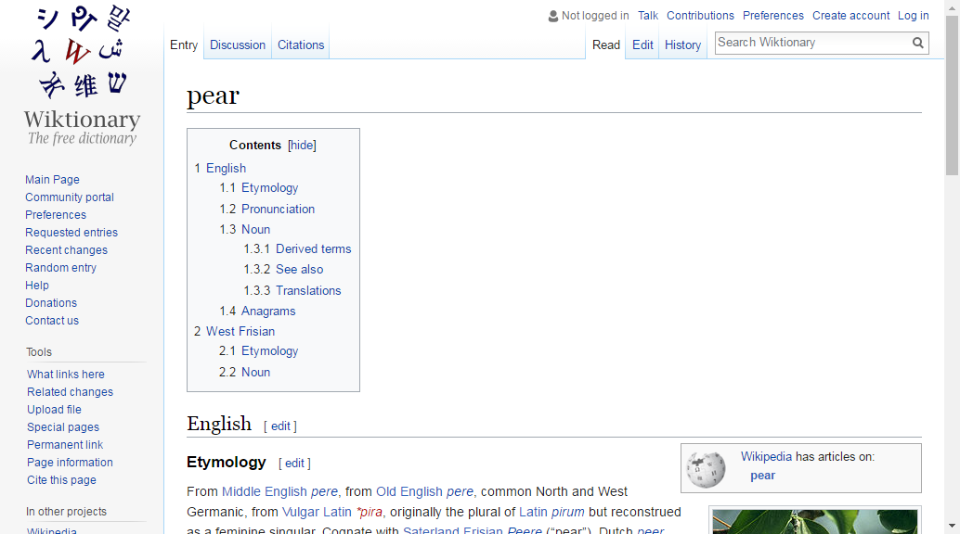 Not logged in Talk Contributions Preferences Create account Log in
Entry Discussion Citations Read Edit History Search Wiktionary
シ 말
λ W ش
维 ש
Wiktionary
The free dictionary
Main Page
Community portal
Preferences
Requested entries
Recent changes
Random entry
Help
Donations
Contact us
Tools
What links here
Related changes
Upload file
Special pages
Permanent link
Page information
Cite this page
In other projects
Wikipedia
pear
Contents [hide]
1 English
1.1 Etymology
1.2 Pronunciation
1.3 Noun
1.3.1 Derived terms
1.3.2 See also
1.3.3 Translations
1.4 Anagrams
2 West Frisian
2.1 Etymology
2.2 Noun
English [ edit ]
Etymology [ edit ]
Wikipedia has articles on:
pear
From Middle English pere, from Old English pere, common North and West
Germanic, from Vulgar Latin *pira, originally the plural of Latin pirum but reconstrued
as a feminine singular. Cognate with Saterland Frisian Peere (“pear”), Dutch peer